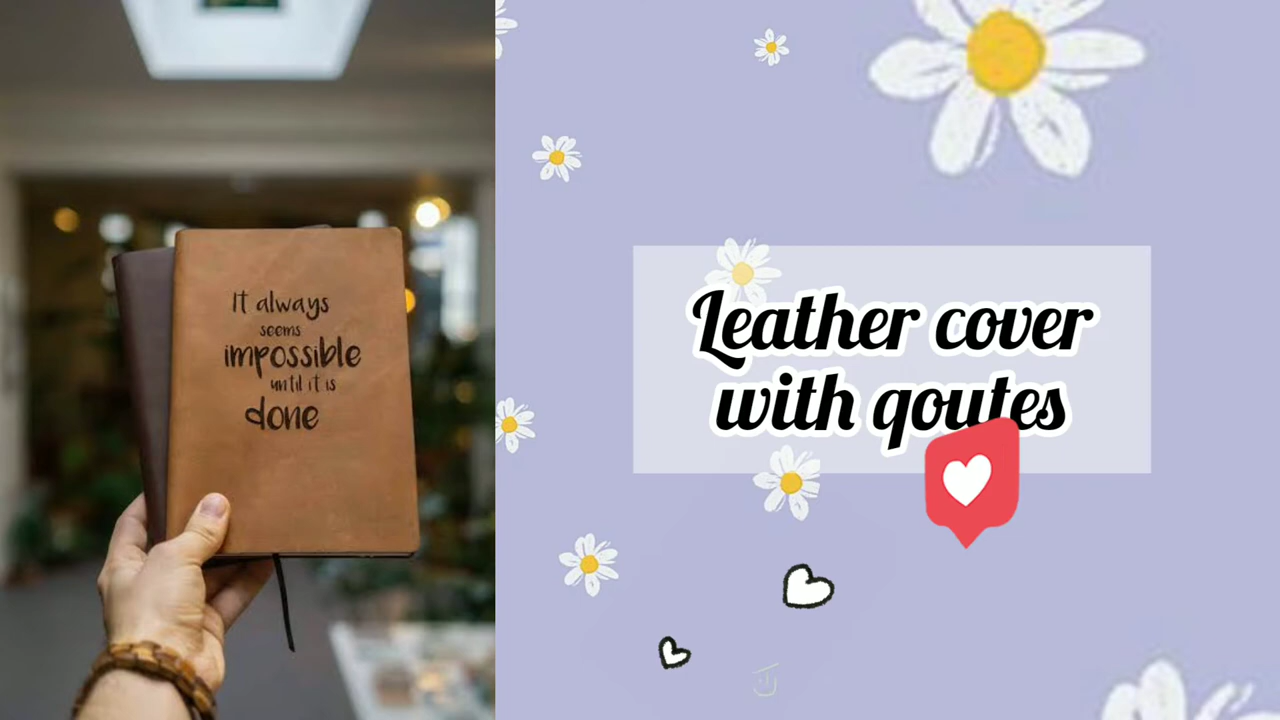 It always
seems
impossible
until it is
done
Leather cover
with qoutes